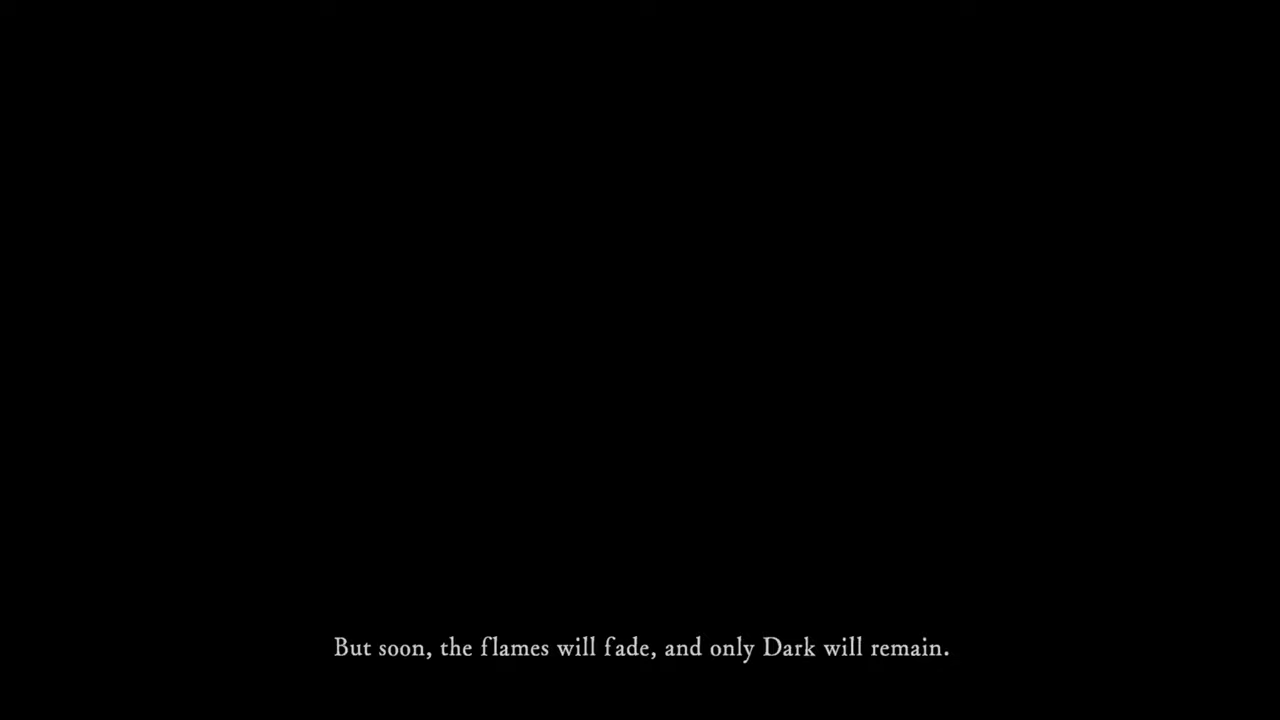 But soon, the flames will fade, and only Dark will remain.